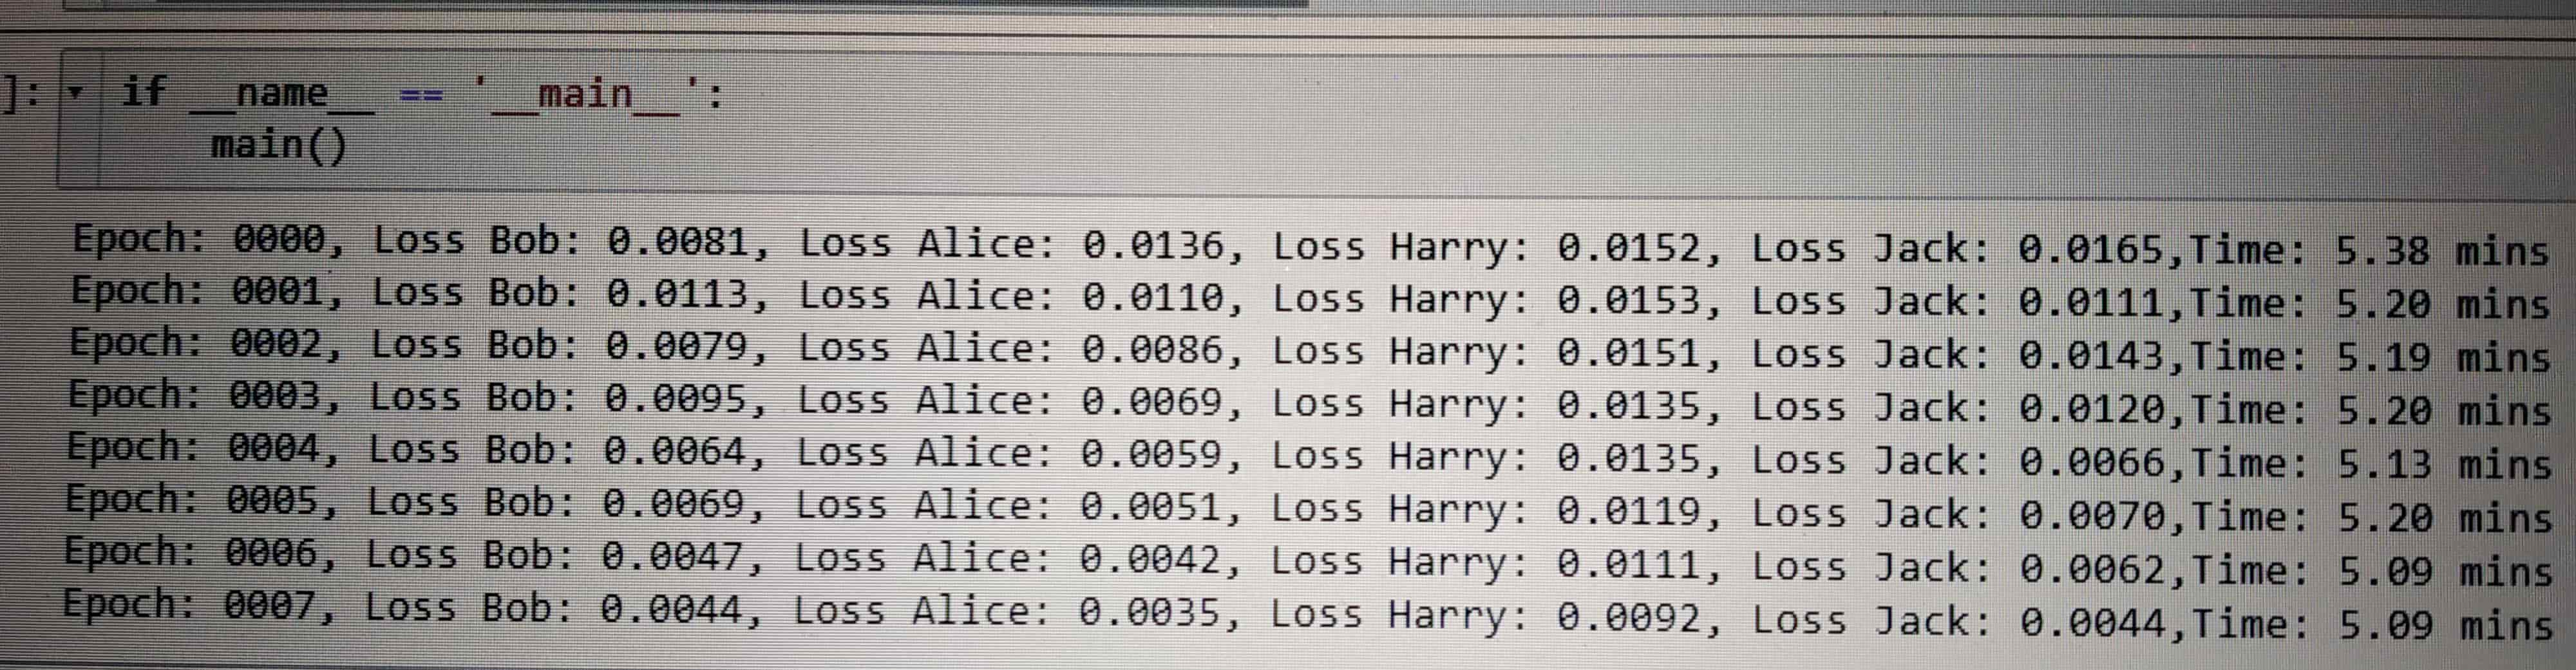 ]: ▾ if __name__ == '__main__':
main()
Epoch: 0000, Loss Bob: 0.0081, Loss Alice: 0.0136, Loss Harry: 0.0152, Loss Jack: 0.0165,Time: 5.38 mins
Epoch: 0001, Loss Bob: 0.0113, Loss Alice: 0.0110, Loss Harry: 0.0153, Loss Jack: 0.0111,Time: 5.20 mins
Epoch: 0002, Loss Bob: 0.0079, Loss Alice: 0.0086, Loss Harry: 0.0151, Loss Jack: 0.0143,Time: 5.19 mins
Epoch: 0003, Loss Bob: 0.0095, Loss Alice: 0.0069, Loss Harry: 0.0135, Loss Jack: 0.0120,Time: 5.20 mins
Epoch: 0004, Loss Bob: 0.0064, Loss Alice: 0.0059, Loss Harry: 0.0135, Loss Jack: 0.0066,Time: 5.13 mins
Epoch: 0005, Loss Bob: 0.0069, Loss Alice: 0.0051, Loss Harry: 0.0119, Loss Jack: 0.0070,Time: 5.20 mins
Epoch: 0006, Loss Bob: 0.0047, Loss Alice: 0.0042, Loss Harry: 0.0111, Loss Jack: 0.0062,Time: 5.09 mins
Epoch: 0007, Loss Bob: 0.0044, Loss Alice: 0.0035, Loss Harry: 0.0092, Loss Jack: 0.0044,Time: 5.09 mins